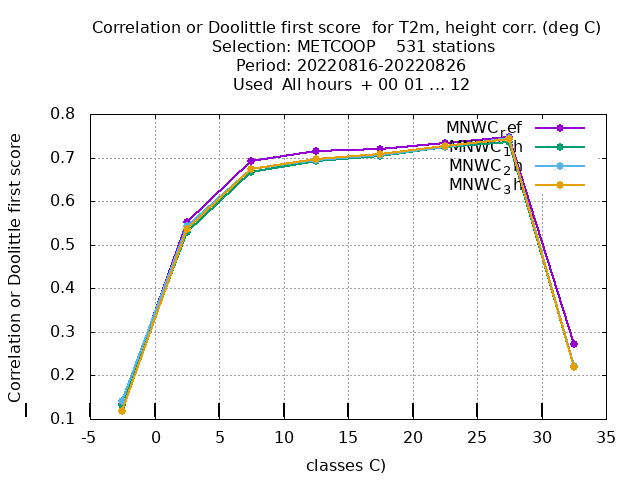 Correlation or Doolittle first score  for T2m, height corr. (deg C)
Selection: METCOOP    531 stations
Period: 20220816-20220826
Used  All hours  + 00 01 ... 12
Correlation or Doolittle first score
0.8
0.7
0.6
0.5
0.4
0.3
0.2
0.1
MNWC_ref
MNWC_1h
MNWC_2h
MNWC_3h
-5 0 5 10 15 20 25 30 35
classes C)